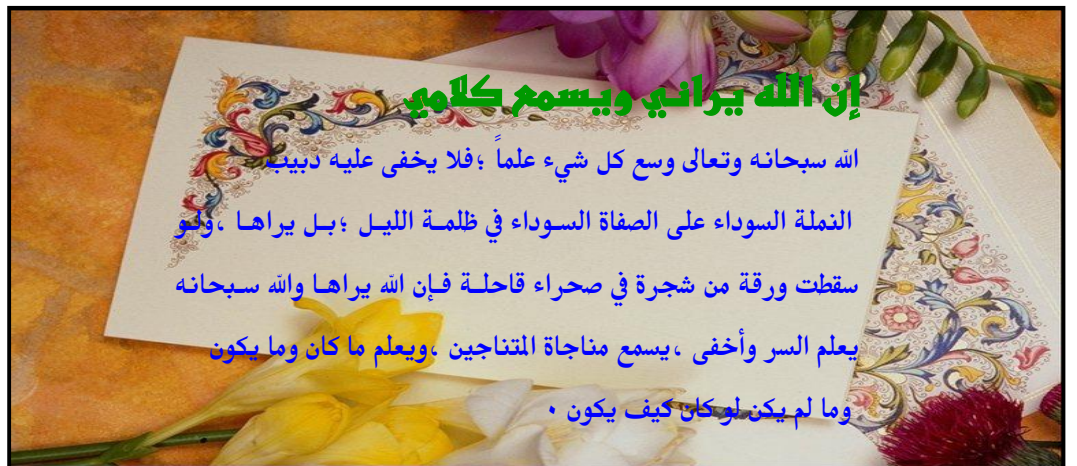 إن الله يراني ويسمع كلامي
الله سبحانه وتعالى وسع كل شيء علماً ؛فلا يخفى عليه دبيب
النملة السوداء على الصفاة السوداء في ظلمة الليل ؛بل يراها ،ولو
سقطت ورقة من شجرة في صحراء قاحلة فإن الله يراها والله سبحانه
يعلم السر وأخفى ،يسمع مناجاة المتناجين ،ويعلم ما كان وما يكون
وما لم يكن لو كان كيف يكون ٠